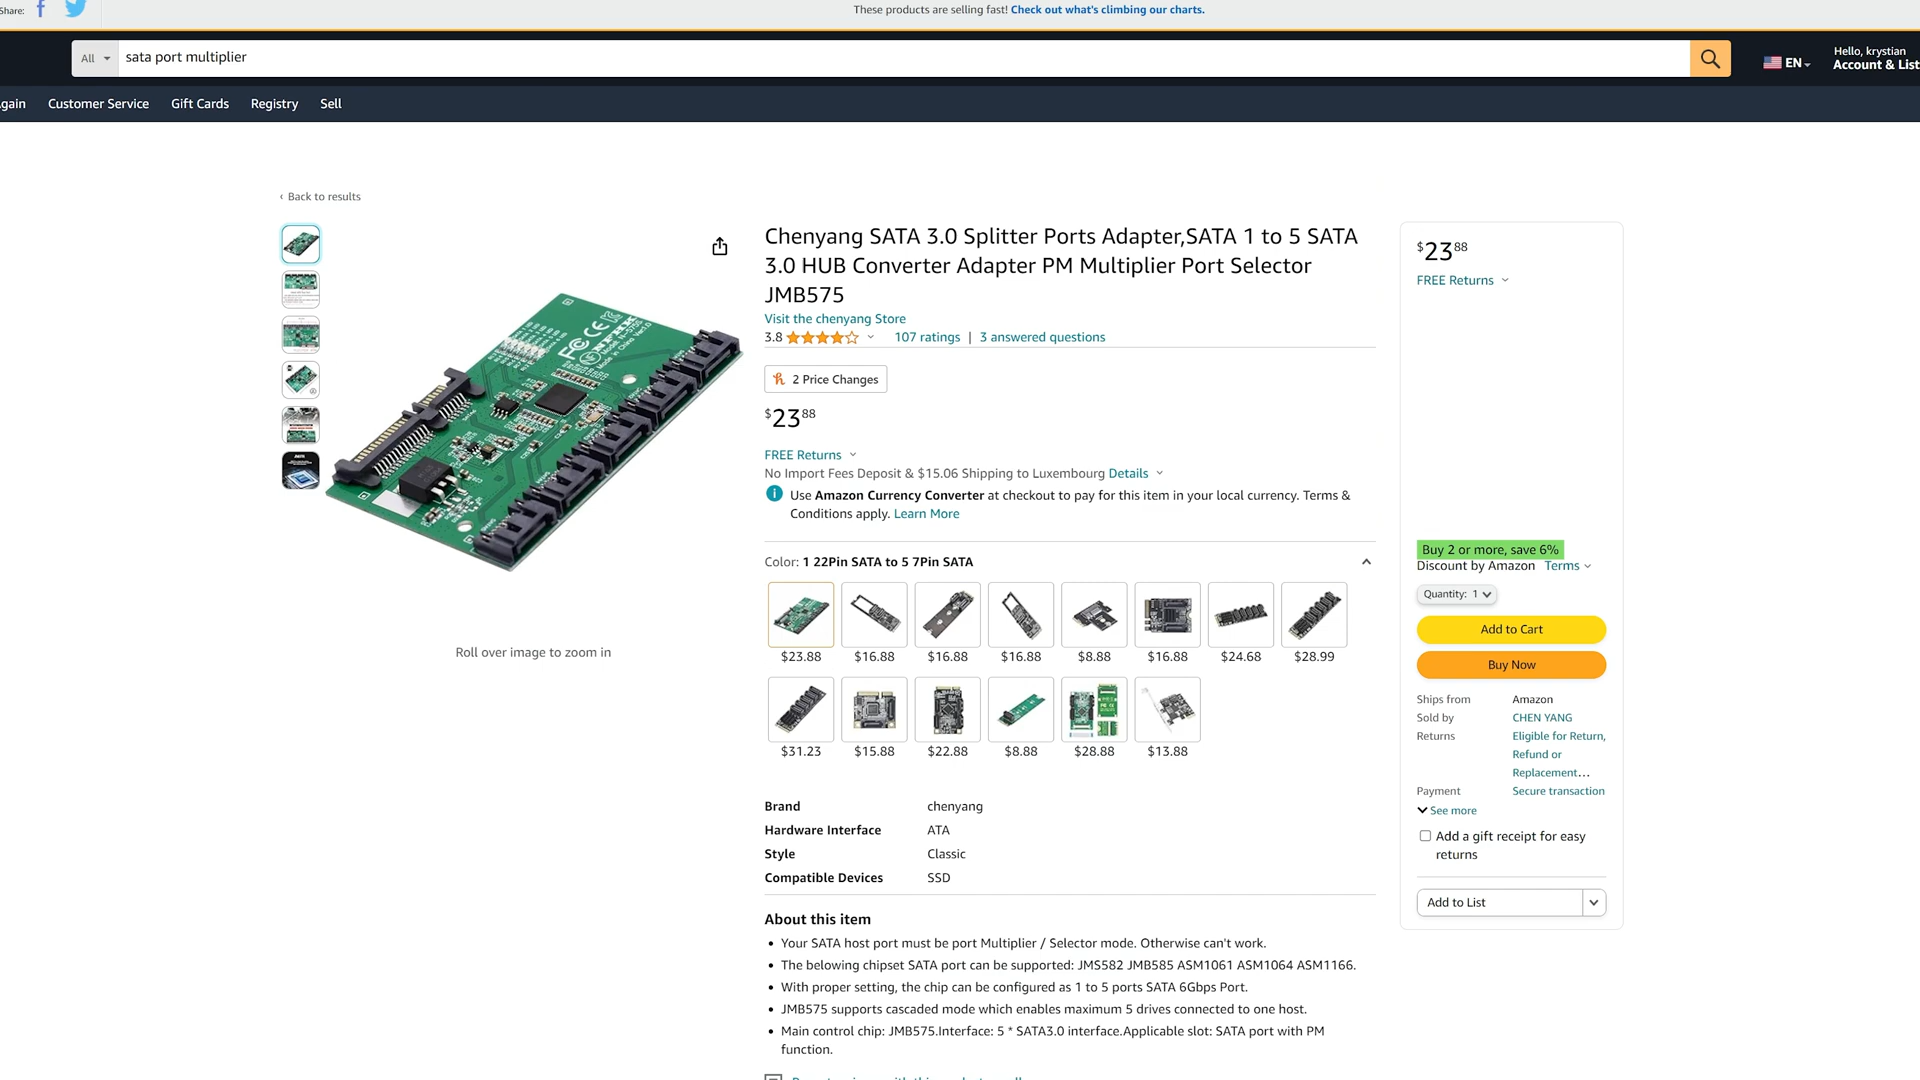 Share:
These products are selling fast! Check out what's climbing our charts.
All
sata port multiplier
EN
Hello, krystian
Account & List
gain
Customer Service
Gift Cards
Registry
Sell
‹ Back to results
Chenyang SATA 3.0 Splitter Ports Adapter,SATA 1 to 5 SATA
3.0 HUB Converter Adapter PM Multiplier Port Selector
JMB575
Visit the chenyang Store
3.8
107 ratings | 3 answered questions
2 Price Changes
$23 88
FREE Returns
No Import Fees Deposit & $15.06 Shipping to Luxembourg Details
Use Amazon Currency Converter at checkout to pay for this item in your local currency. Terms &
Conditions apply. Learn More
Color: 1 22Pin SATA to 5 7Pin SATA
$23.88
$16.88
$16.88
$16.88
$8.88
$16.88
$24.68
$28.99
$31.23
$15.88
$22.88
$8.88
$28.88
$13.88
Roll over image to zoom in
Brand chenyang
Hardware Interface ATA
Style Classic
Compatible Devices SSD
About this item
• Your SATA host port must be port Multiplier / Selector mode. Otherwise can't work.
• The belowing chipset SATA port can be supported: JMS582 JMB585 ASM1061 ASM1064 ASM1166.
• With proper setting, the chip can be configured as 1 to 5 ports SATA 6Gbps Port.
• JMB575 supports cascaded mode which enables maximum 5 drives connected to one host.
• Main control chip: JMB575.Interface: 5 * SATA3.0 interface.Applicable slot: SATA port with PM
function.
$23 88
FREE Returns
Buy 2 or more, save 6%
Discount by Amazon Terms
Quantity: 1
Add to Cart
Buy Now
Ships from Amazon
Sold by CHEN YANG
Returns Eligible for Return,
Refund or
Replacement…
Payment Secure transaction
See more
Add a gift receipt for easy
returns
Add to List